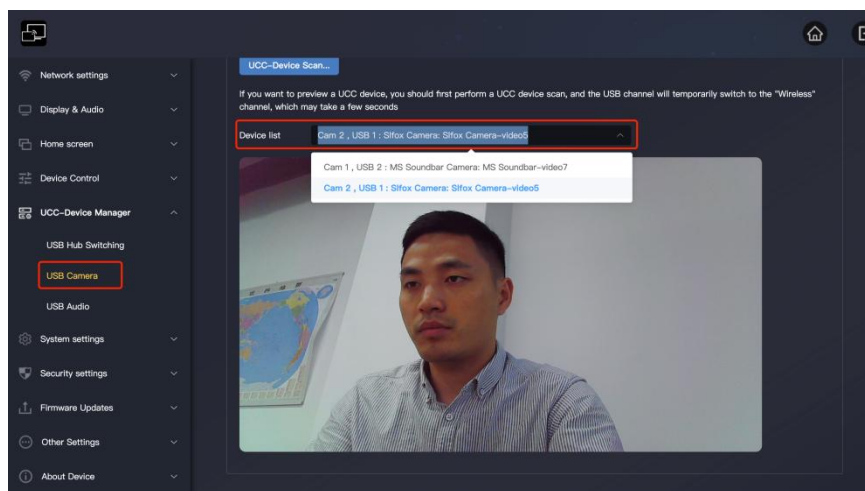 UCC-Device Scan...
Network settings
If you want to preview a UCC device, you should first perform a UCC device scan, and the USB channel will temporarily switch to the "Wireless"
channel, which may take a few seconds
Display & Audio
Device list
Cam 2 , USB 1 : Slfox Camera: Slfox Camera-video5
Home screen
Cam 1 , USB 2 : MS Soundbar Camera: MS Soundbar-video7
Device Control
Cam 2 , USB 1 : Slfox Camera: Slfox Camera-video5
UCC-Device Manager
USB Hub Switching
USB Camera
USB Audio
System settings
Security settings
Firmware Updates
Other Settings
About Device